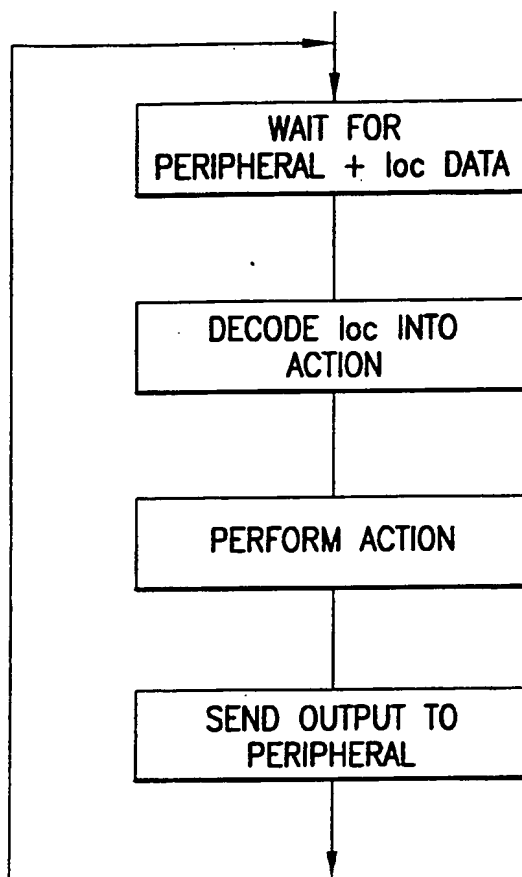 WAIT FOR
PERIPHERAL + loc DATA
DECODE loc INTO
ACTION
PERFORM ACTION
SEND OUTPUT TO
PERIPHERAL